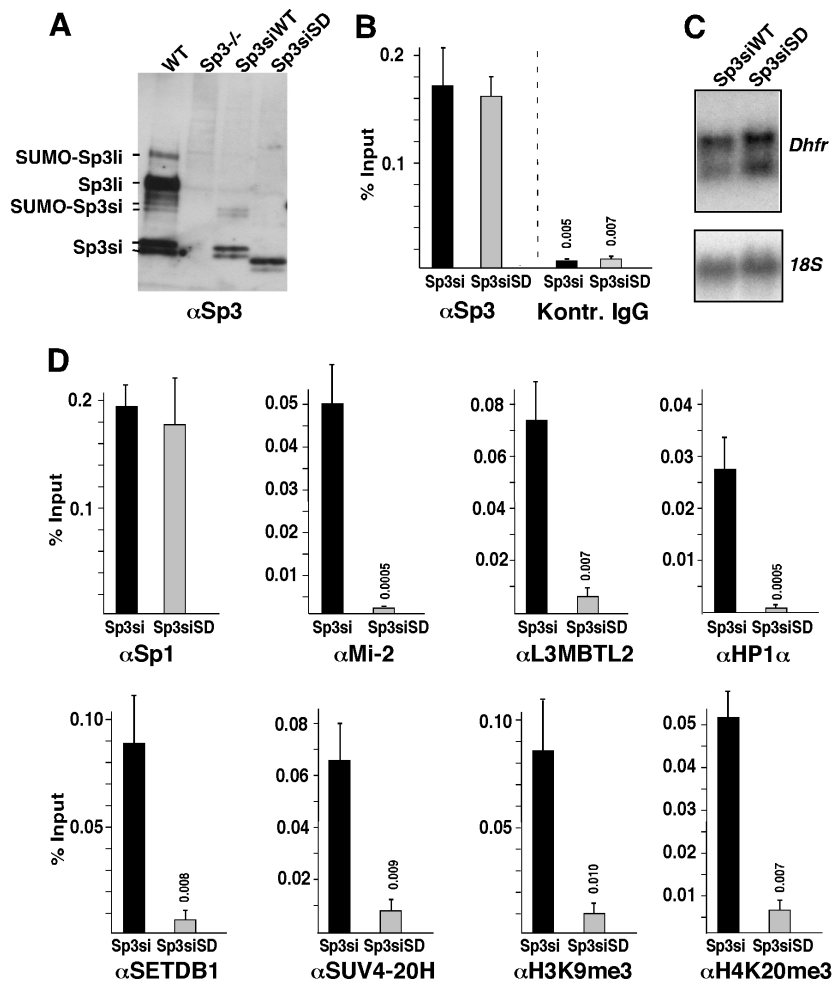 A
WT
Sp3-/-
Sp3siWT
Sp3siSD
SUMO-Sp3li
Sp3li
SUMO-Sp3si
Sp3si
αSp3
B
% Input
0.2
0.1
0.005
0.007
Sp3si Sp3siSD Sp3si Sp3siSD
αSp3 Kontr. IgG
C
Sp3siWT
Sp3siSD
Dhfr
18S
D
% Input
0.2
0.1
Sp3si Sp3siSD
αSp1
0.05
0.04
0.03
0.02
0.01
0.0005
Sp3si Sp3siSD
αMi-2
0.08
0.06
0.04
0.02
0.007
Sp3si Sp3siSD
αL3MBTL2
0.04
0.03
0.02
0.01
0.0005
Sp3si Sp3siSD
αHP1α
% Input
0.10
0.05
0.008
Sp3si Sp3siSD
αSETDB1
0.08
0.06
0.04
0.02
0.009
Sp3si Sp3siSD
αSUV4-20H
0.10
0.05
0.010
Sp3si Sp3siSD
αH3K9me3
0.05
0.04
0.03
0.02
0.01
0.007
Sp3si Sp3siSD
αH4K20me3